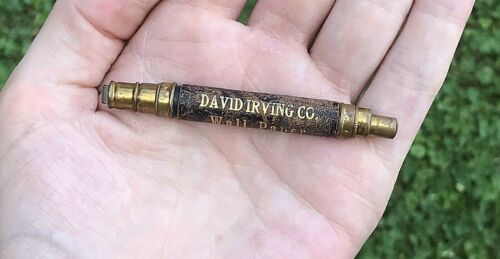 DAVID IRVING CO.
Wall Paper